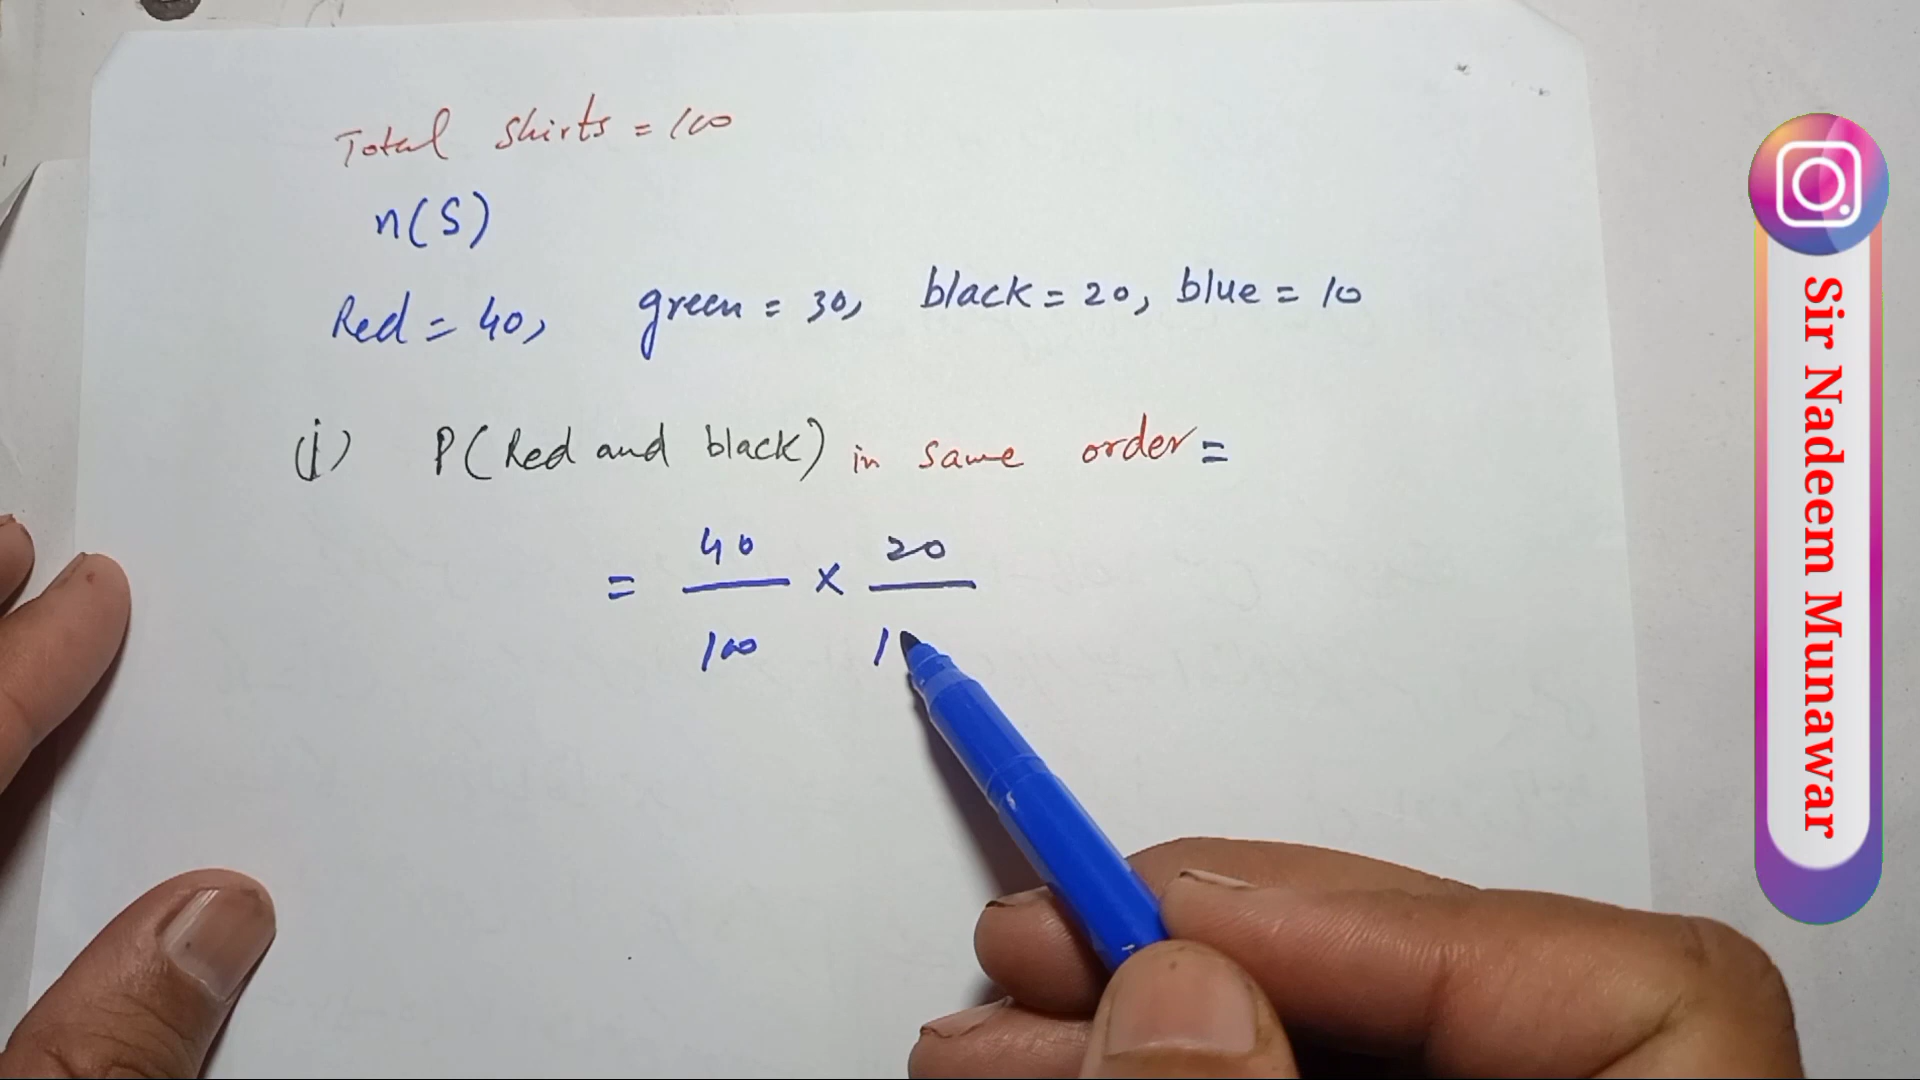 Total shirts = 100
n(S)
Red = 40, green = 30, black = 20, blue = 10
(i) P(Red and black) in same order =
= 40/100 × 20/1
Sir Nadeem Munawar